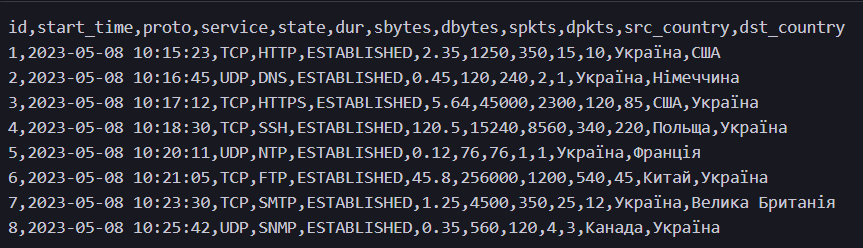 id,start_time,proto,service,state,dur,sbytes,dbytes,spkts,dpkts,src_country,dst_country
1,2023-05-08 10:15:23,TCP,HTTP,ESTABLISHED,2.35,1250,350,15,10,Україна,США
2,2023-05-08 10:16:45,UDP,DNS,ESTABLISHED,0.45,120,240,2,1,Україна,Німеччина
3,2023-05-08 10:17:12,TCP,HTTPS,ESTABLISHED,5.64,45000,2300,120,85,США,Україна
4,2023-05-08 10:18:30,TCP,SSH,ESTABLISHED,120.5,15240,8560,340,220,Польща,Україна
5,2023-05-08 10:20:11,UDP,NTP,ESTABLISHED,0.12,76,76,1,1,Україна,Франція
6,2023-05-08 10:21:05,TCP,FTP,ESTABLISHED,45.8,256000,1200,540,45,Китай,Україна
7,2023-05-08 10:23:30,TCP,SMTP,ESTABLISHED,1.25,4500,350,25,12,Україна,Велика Британія
8,2023-05-08 10:25:42,UDP,SNMP,ESTABLISHED,0.35,560,120,4,3,Канада,Україна